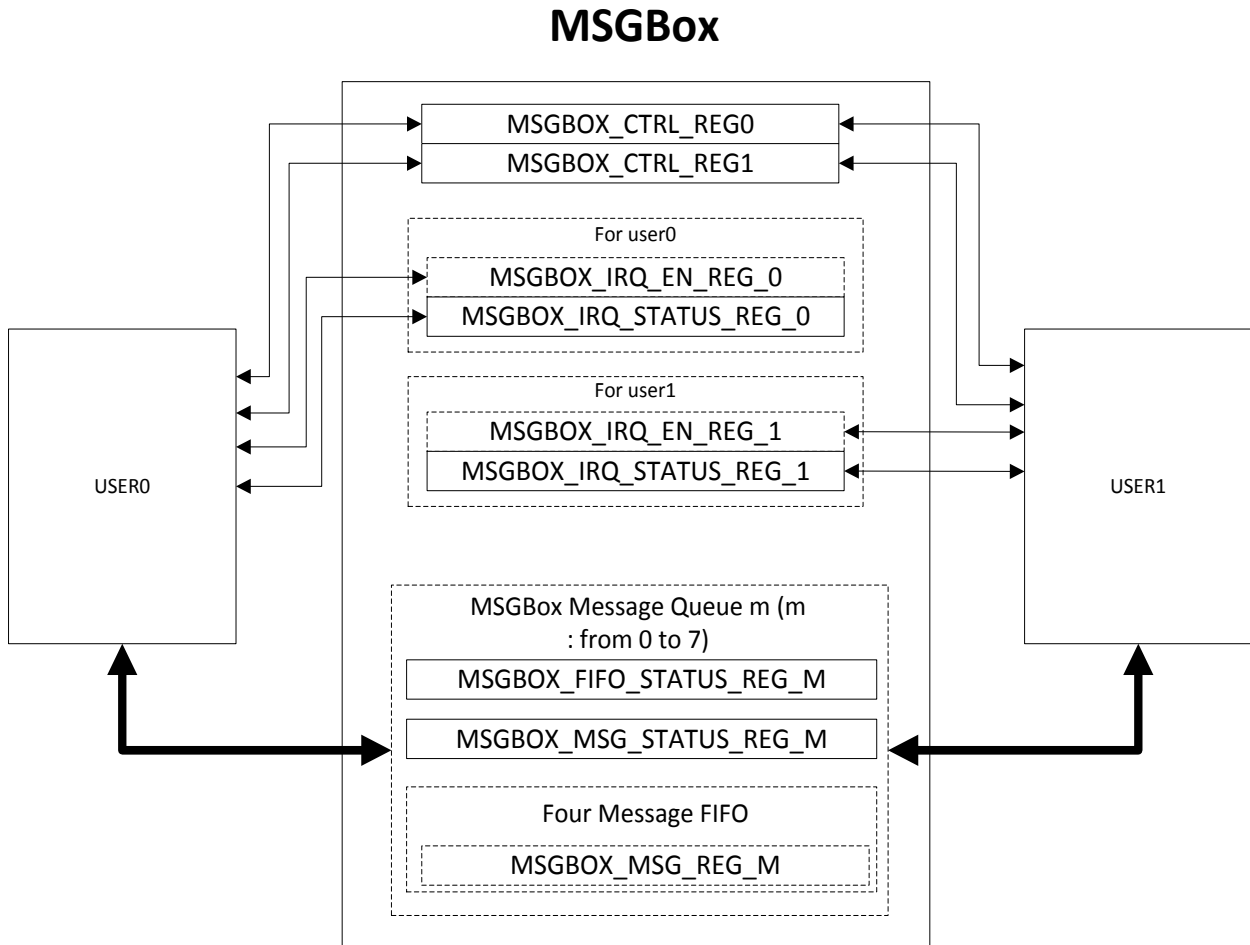 MSGBox
MSGBOX_CTRL_REG0
MSGBOX_CTRL_REG1
For user0
MSGBOX_IRQ_EN_REG_0
MSGBOX_IRQ_STATUS_REG_0
For user1
MSGBOX_IRQ_EN_REG_1
MSGBOX_IRQ_STATUS_REG_1
USER0
USER1
MSGBox Message Queue m (m
: from 0 to 7)
MSGBOX_FIFO_STATUS_REG_M
MSGBOX_MSG_STATUS_REG_M
Four Message FIFO
MSGBOX_MSG_REG_M